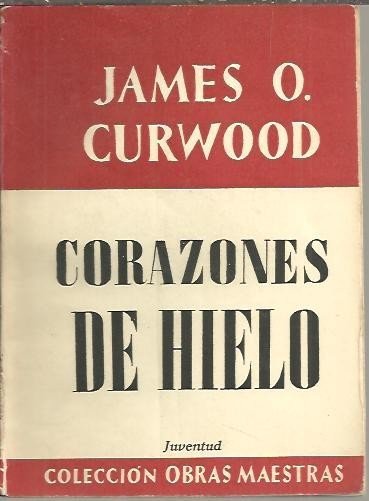 JAMES O.
CURWOOD
CORAZONES
DE HIELO
Juventud
COLECCIÓN OBRAS MAESTRAS